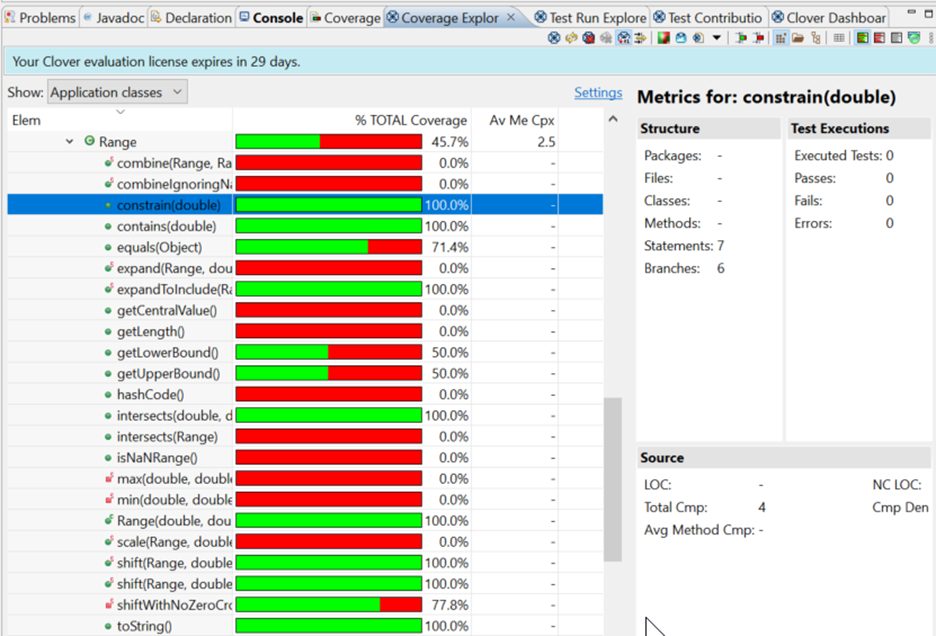 Problems Javadoc Declaration Console Coverage Coverage Explor Test Run Explore Test Contributio Clover Dashboar
Your Clover evaluation license expires in 29 days.
Show: Application classes Settings
Elem % TOTAL Coverage Av Me Cpx
Range 45.7% 2.5
combine(Range, Ra 0.0% -
combineIgnoringNa 0.0% -
constrain(double) 100.0% -
contains(double) 100.0% -
equals(Object) 71.4% -
expand(Range, dou 0.0% -
expandToInclude(Ra 100.0% -
getCentralValue() 0.0% -
getLength() 0.0% -
getLowerBound() 50.0% -
getUpperBound() 50.0% -
hashCode() 0.0% -
intersects(double, d 100.0% -
intersects(Range) 0.0% -
isNaNRange() 0.0% -
max(double, double 0.0% -
min(double, double 0.0% -
Range(double, dou 100.0% -
scale(Range, double 0.0% -
shift(Range, double 100.0% -
shift(Range, double 100.0% -
shiftWithNoZeroCro 77.8% -
toString() 100.0% -
Metrics for: constrain(double)
Structure
Packages: -
Files: -
Classes: -
Methods: -
Statements: 7
Branches: 6
Test Executions
Executed Tests: 0
Passes: 0
Fails: 0
Errors: 0
Source
LOC: - NC LOC:
Total Cmp: 4 Cmp Den
Avg Method Cmp: -